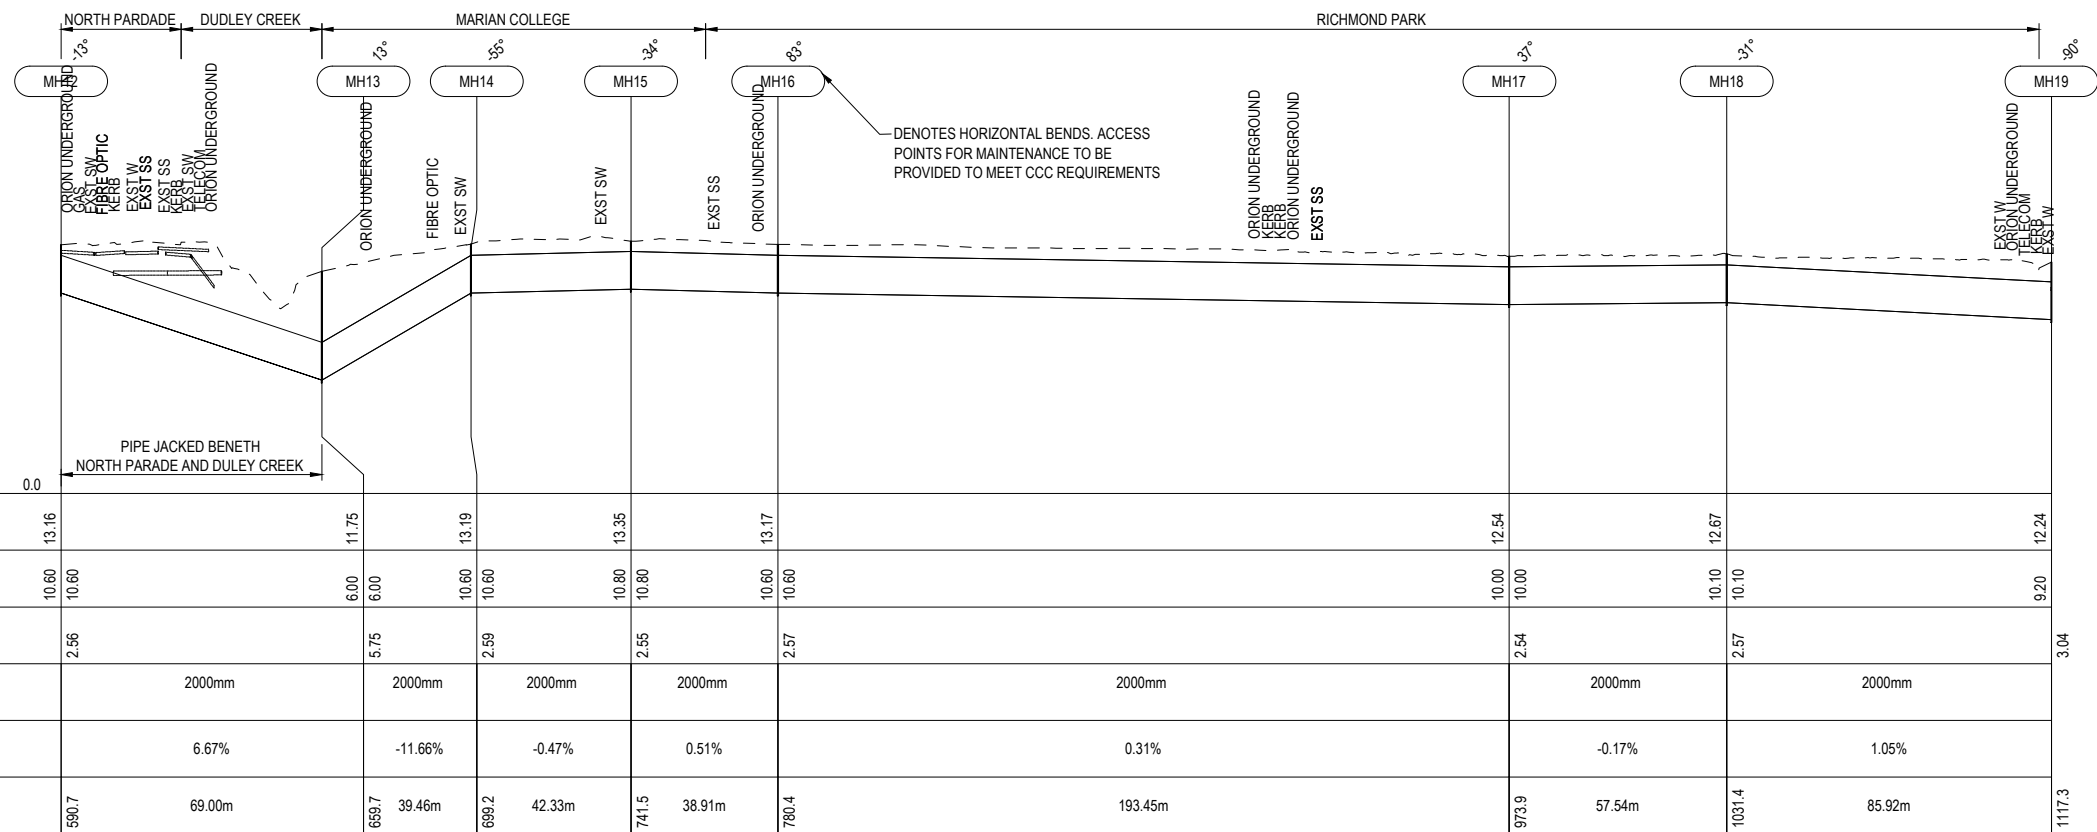 NORTH PARDADE
DUDLEY CREEK
MARIAN COLLEGE
RICHMOND PARK
-13°
13°
-55°
-34°
83°
37°
-31°
-90°
MH12
MH13
MH14
MH15
MH16
MH17
MH18
MH19
ORION UNDERGROUND
GAS
EXST SW
FIBRE OPTIC
KERB
EXST W
EXST SS
EXST SS
KERB
EXST SW
TELECOM
ORION UNDERGROUND
ORION UNDERGROUND
FIBRE OPTIC
EXST SW
EXST SW
EXST SS
ORION UNDERGROUND
DENOTES HORIZONTAL BENDS. ACCESS
POINTS FOR MAINTENANCE TO BE
PROVIDED TO MEET CCC REQUIREMENTS
ORION UNDERGROUND
KERB
KERB
ORION UNDERGROUND
EXST SS
EXST W
ORION UNDERGROUND
TELECOM
KERB
EXST W
PIPE JACKED BENETH
NORTH PARADE AND DULEY CREEK
0.0
13.16 11.75 13.19 13.35 13.17 12.54 12.67 12.24
10.60 10.60 6.00 6.00 10.60 10.60 10.80 10.80 10.60 10.60 10.00 10.00 10.10 10.10 9.20
2.56 5.75 2.59 2.55 2.57 2.54 2.57 3.04
2000mm 2000mm 2000mm 2000mm 2000mm 2000mm 2000mm
6.67% -11.66% -0.47% 0.51% 0.31% -0.17% 1.05%
590.7 69.00m 659.7 39.46m 699.2 42.33m 741.5 38.91m 780.4 193.45m 973.9 57.54m 1031.4 85.92m 1117.3